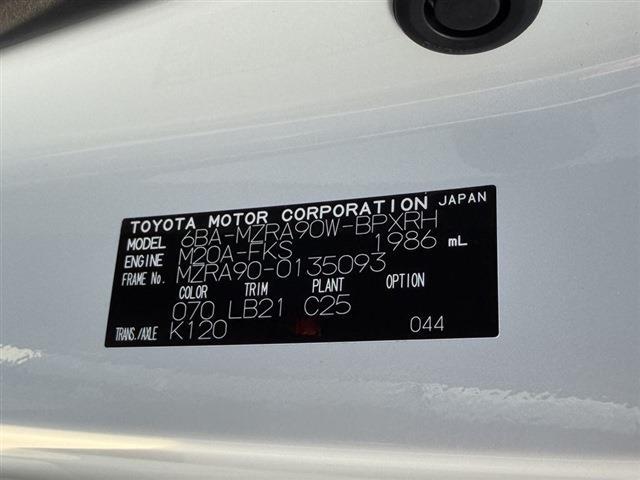 TOYOTA MOTOR CORPORATION JAPAN
MODEL 6BA-MZRA90W-BPXRH
ENGINE M20A-FKS 1986 mL
FRAME No. MZRA90-0135093
COLOR TRIM PLANT OPTION
070 LB21 C25
TRANS./AXLE K120 044